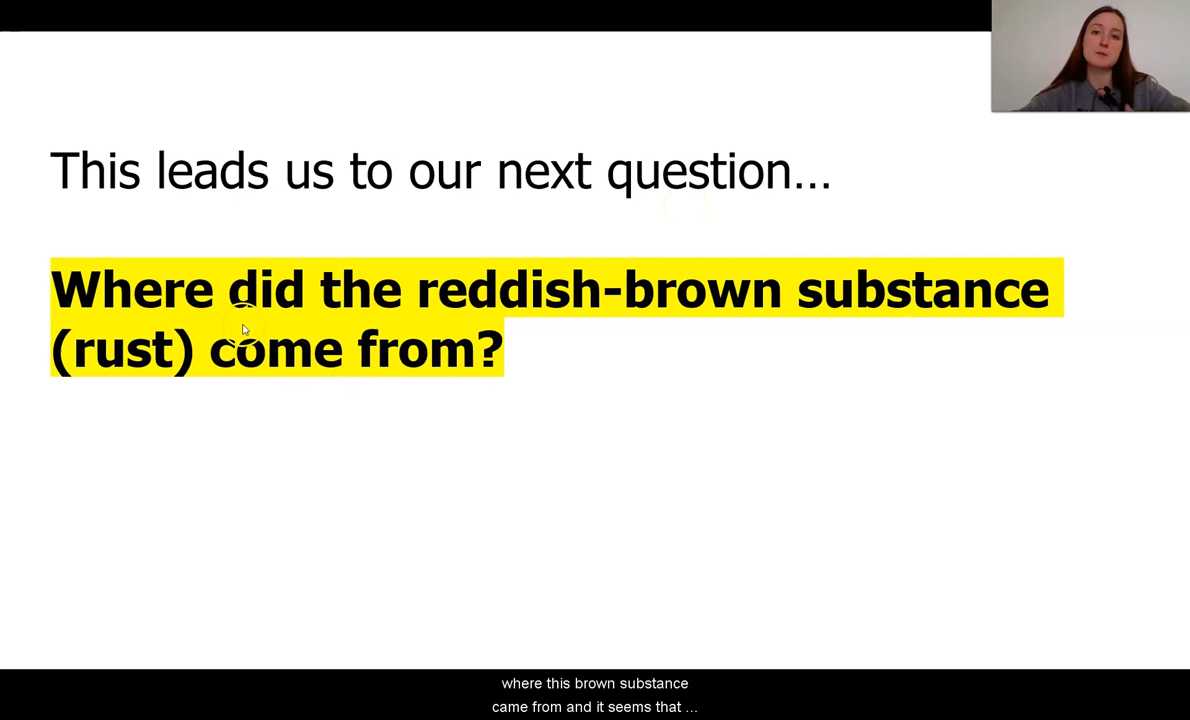 This leads us to our next question...
Where did the reddish-brown substance
(rust) come from?
where this brown substance
came from and it seems that ...